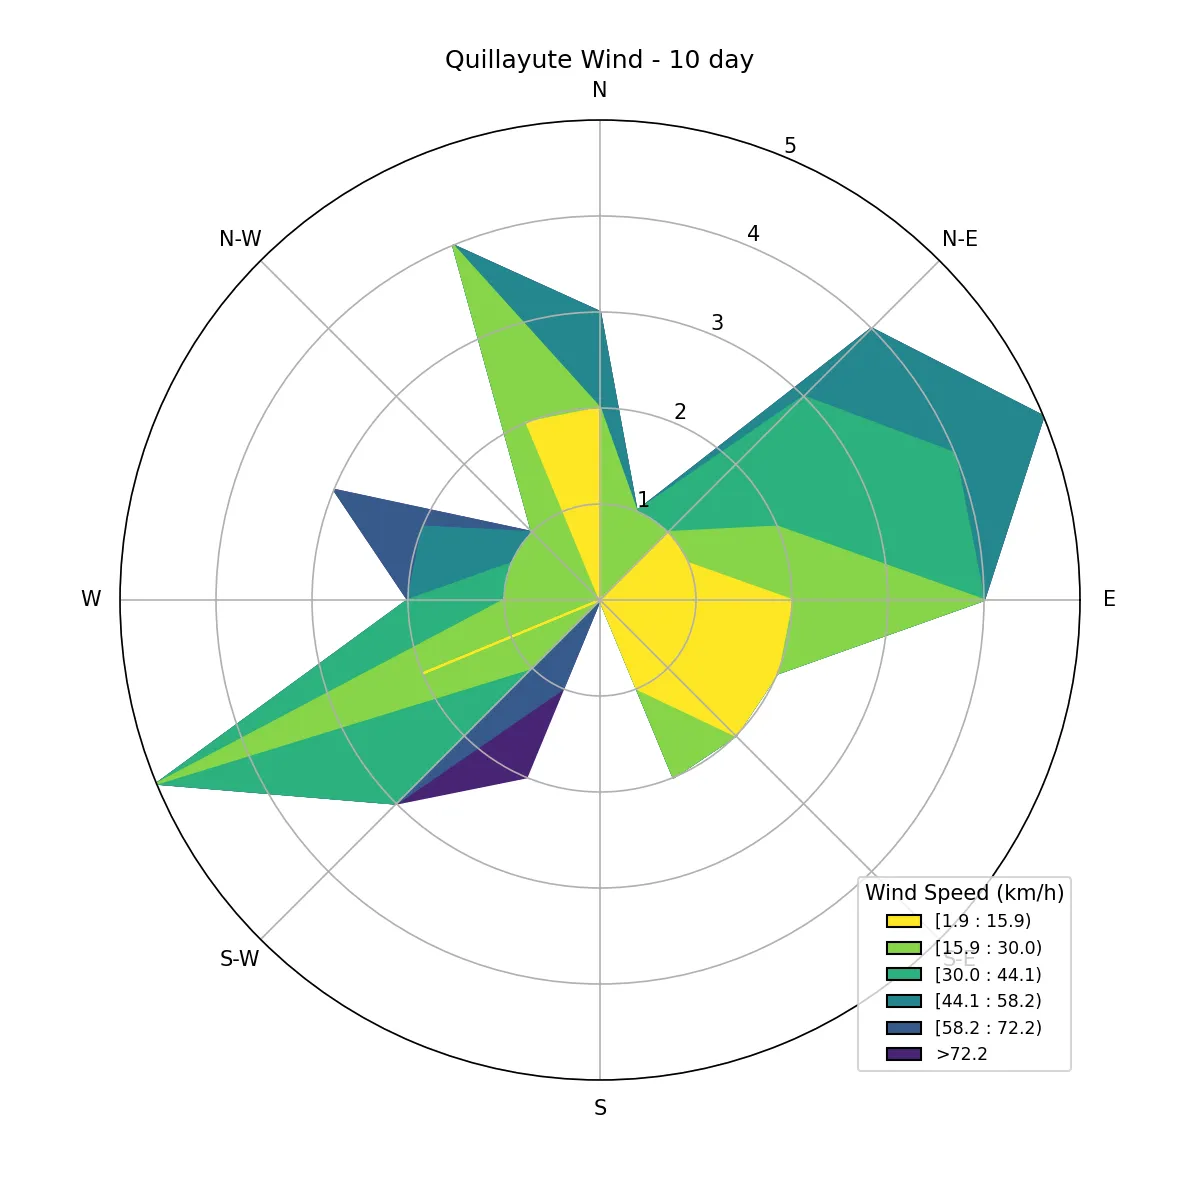 Quillayute Wind - 10 day
N
5
N-W
4
N-E
3
2
1
W
E
S-W
S-E
S
Wind Speed (km/h)
[1.9 : 15.9)
[15.9 : 30.0)
[30.0 : 44.1)
[44.1 : 58.2)
[58.2 : 72.2)
>72.2